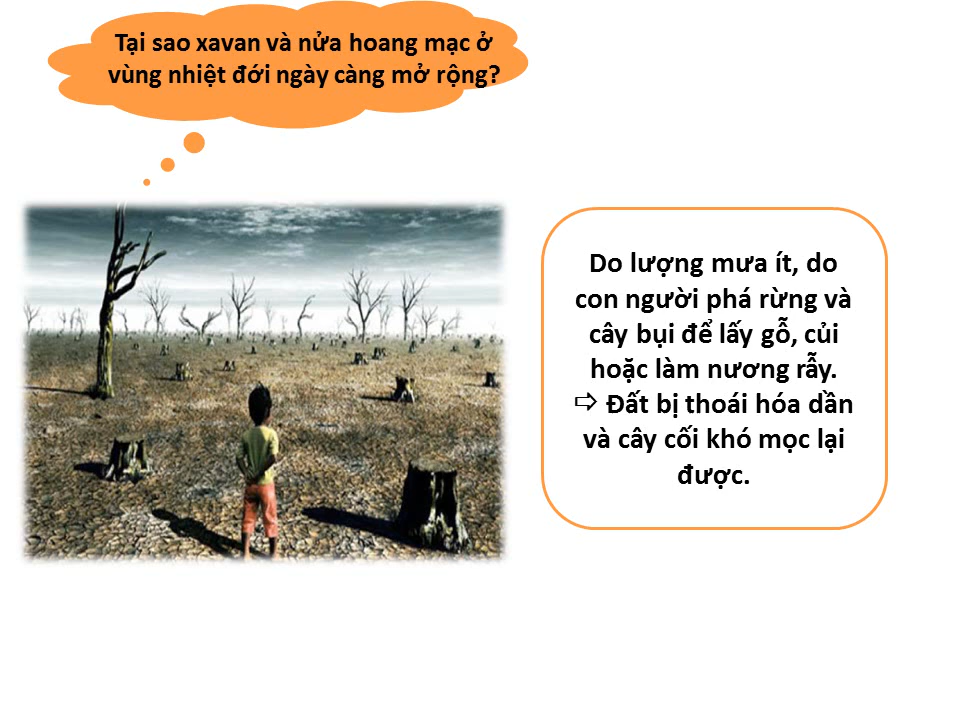 Tại sao xavan và nửa hoang mạc ở
vùng nhiệt đới ngày càng mở rộng?
Do lượng mưa ít, do
con người phá rừng và
cây bụi để lấy gỗ, củi
hoặc làm nương rẫy.
⇨ Đất bị thoái hóa dần
và cây cối khó mọc lại
được.